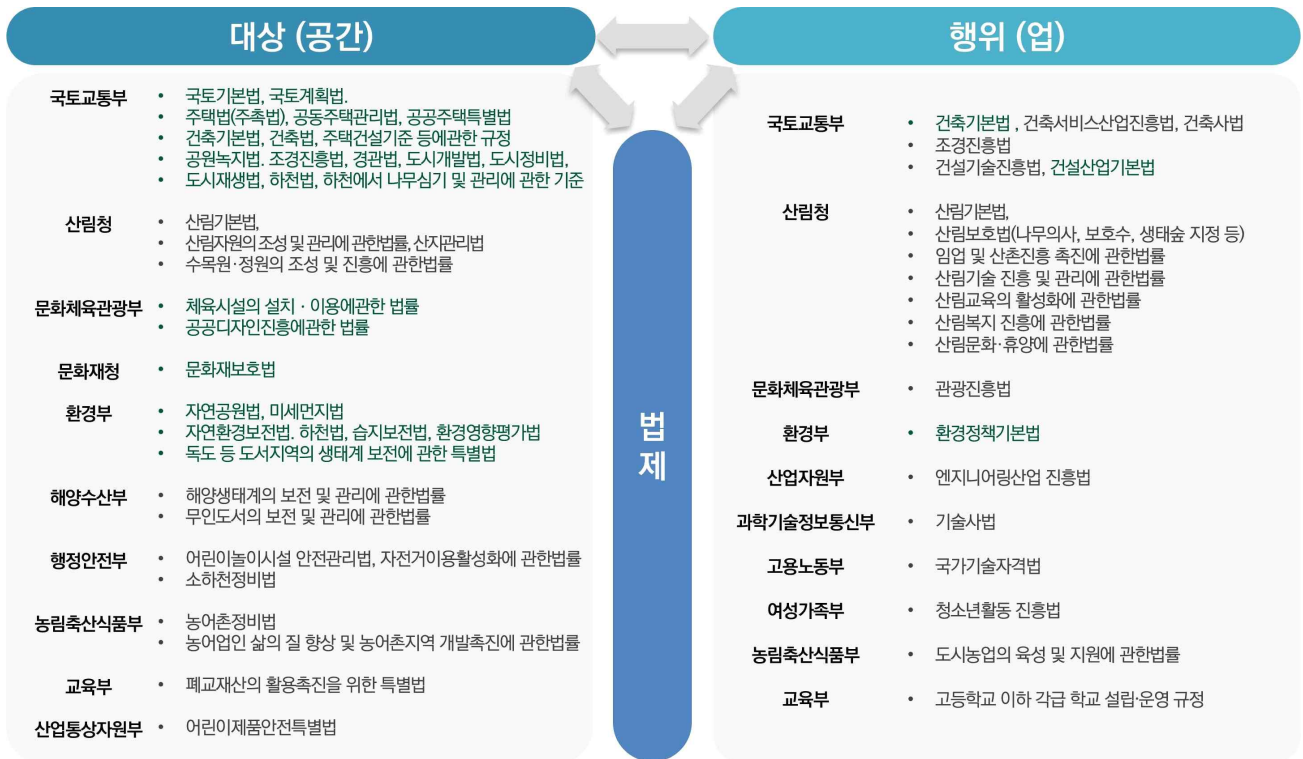 대상 (공간)
국토교통부
• 국토기본법, 국토계획법.
• 주택법(주촉법), 공동주택관리법, 공공주택특별법
• 건축기본법, 건축법, 주택건설기준 등에관한 규정
• 공원녹지법. 조경진흥법, 경관법, 도시개발법, 도시정비법,
• 도시재생법, 하천법, 하천에서 나무심기 및 관리에 관한 기준
산림청
• 산림기본법,
• 산림자원의 조성 및 관리에 관한법률, 산지관리법
• 수목원·정원의 조성 및 진흥에 관한법률
문화체육관광부
• 체육시설의 설치 · 이용에관한 법률
• 공공디자인진흥에관한 법률
문화재청
• 문화재보호법
환경부
• 자연공원법, 미세먼지법
• 자연환경보전법. 하천법, 습지보전법, 환경영향평가법
• 독도 등 도서지역의 생태계 보전에 관한 특별법
해양수산부
• 해양생태계의 보전 및 관리에 관한법률
• 무인도서의 보전 및 관리에 관한법률
행정안전부
• 어린이놀이시설 안전관리법, 자전거이용활성화에 관한법률
• 소하천정비법
농림축산식품부
• 농어촌정비법
• 농어업인 삶의 질 향상 및 농어촌지역 개발촉진에 관한법률
교육부
• 폐교재산의 활용촉진을 위한 특별법
산업통상자원부
• 어린이제품안전특별법
법
제
행위 (업)
국토교통부
• 건축기본법 , 건축서비스산업진흥법, 건축사법
• 조경진흥법
• 건설기술진흥법, 건설산업기본법
산림청
• 산림기본법,
• 산림보호법(나무의사, 보호수, 생태숲 지정 등)
• 임업 및 산촌진흥 촉진에 관한법률
• 산림기술 진흥 및 관리에 관한법률
• 산림교육의 활성화에 관한법률
• 산림복지 진흥에 관한법률
• 산림문화·휴양에 관한법률
문화체육관광부
• 관광진흥법
환경부
• 환경정책기본법
산업자원부
• 엔지니어링산업 진흥법
과학기술정보통신부
• 기술사법
고용노동부
• 국가기술자격법
여성가족부
• 청소년활동 진흥법
농림축산식품부
• 도시농업의 육성 및 지원에 관한법률
교육부
• 고등학교 이하 각급 학교 설립·운영 규정